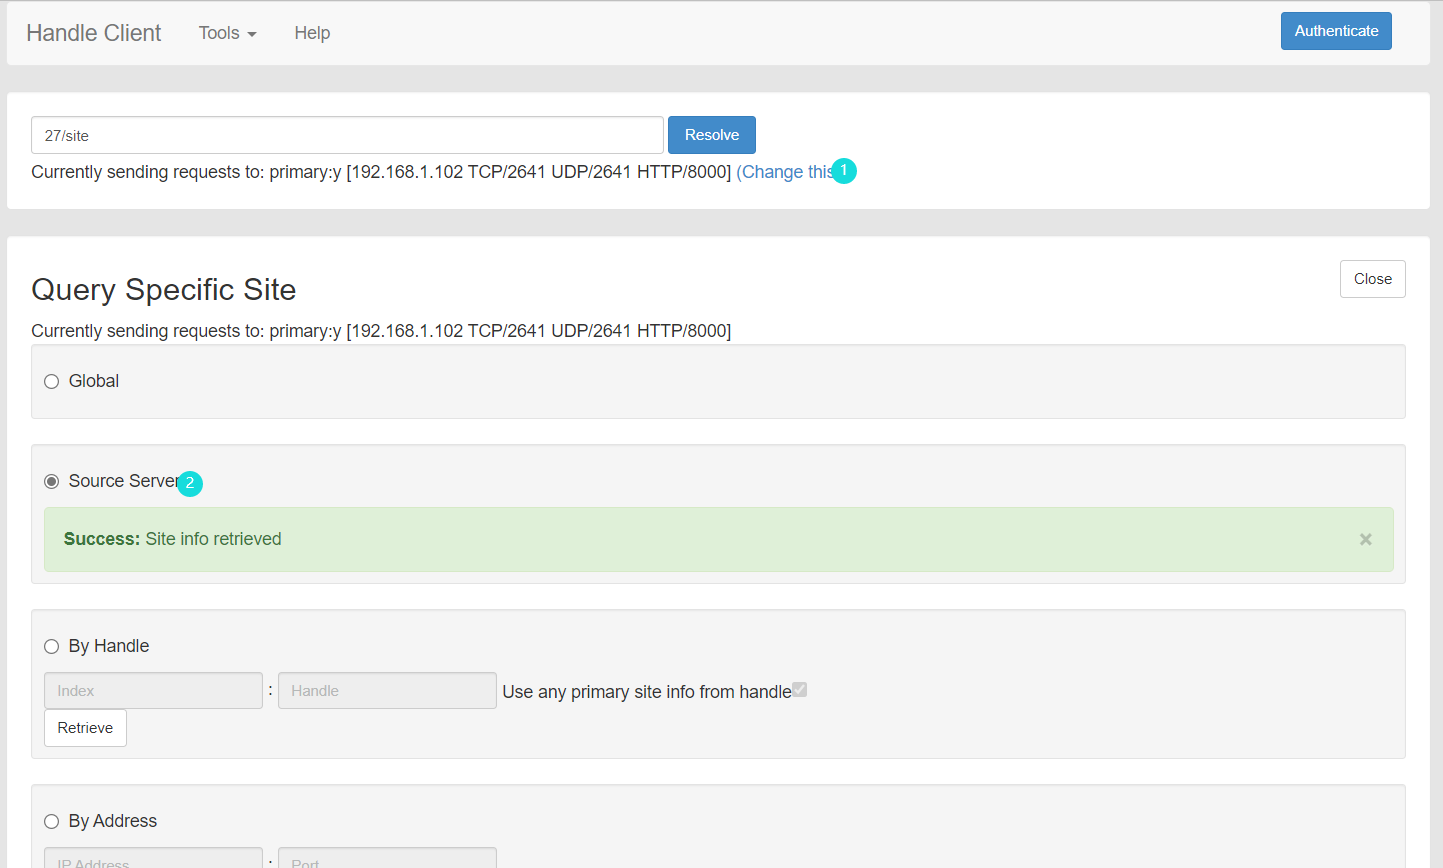 Handle Client Tools Help Authenticate
27/site Resolve
Currently sending requests to: primary:y [192.168.1.102 TCP/2641 UDP/2641 HTTP/8000] (Change this 1
Query Specific Site Close
Currently sending requests to: primary:y [192.168.1.102 TCP/2641 UDP/2641 HTTP/8000]
Global
Source Server 2
Success: Site info retrieved ×
By Handle
Index : Handle Use any primary site info from handle
Retrieve
By Address
IP Address : Port